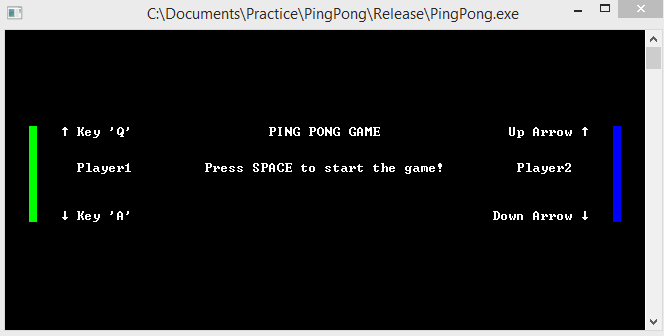 C:\Documents\Practice\PingPong\Release\PingPong.exe
↑ Key 'Q' PING PONG GAME Up Arrow ↑
Player1 Press SPACE to start the game! Player2
↓ Key 'A' Down Arrow ↓